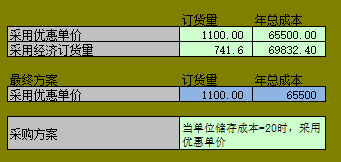 订货量 年总成本
采用优惠单价 1100.00 65500.00
采用经济订货量 741.6 69832.40
最终方案 订货量 年总成本
采用优惠单价 1100.00 65500
采购方案 当单位储存成本=20时，采用
优惠单价